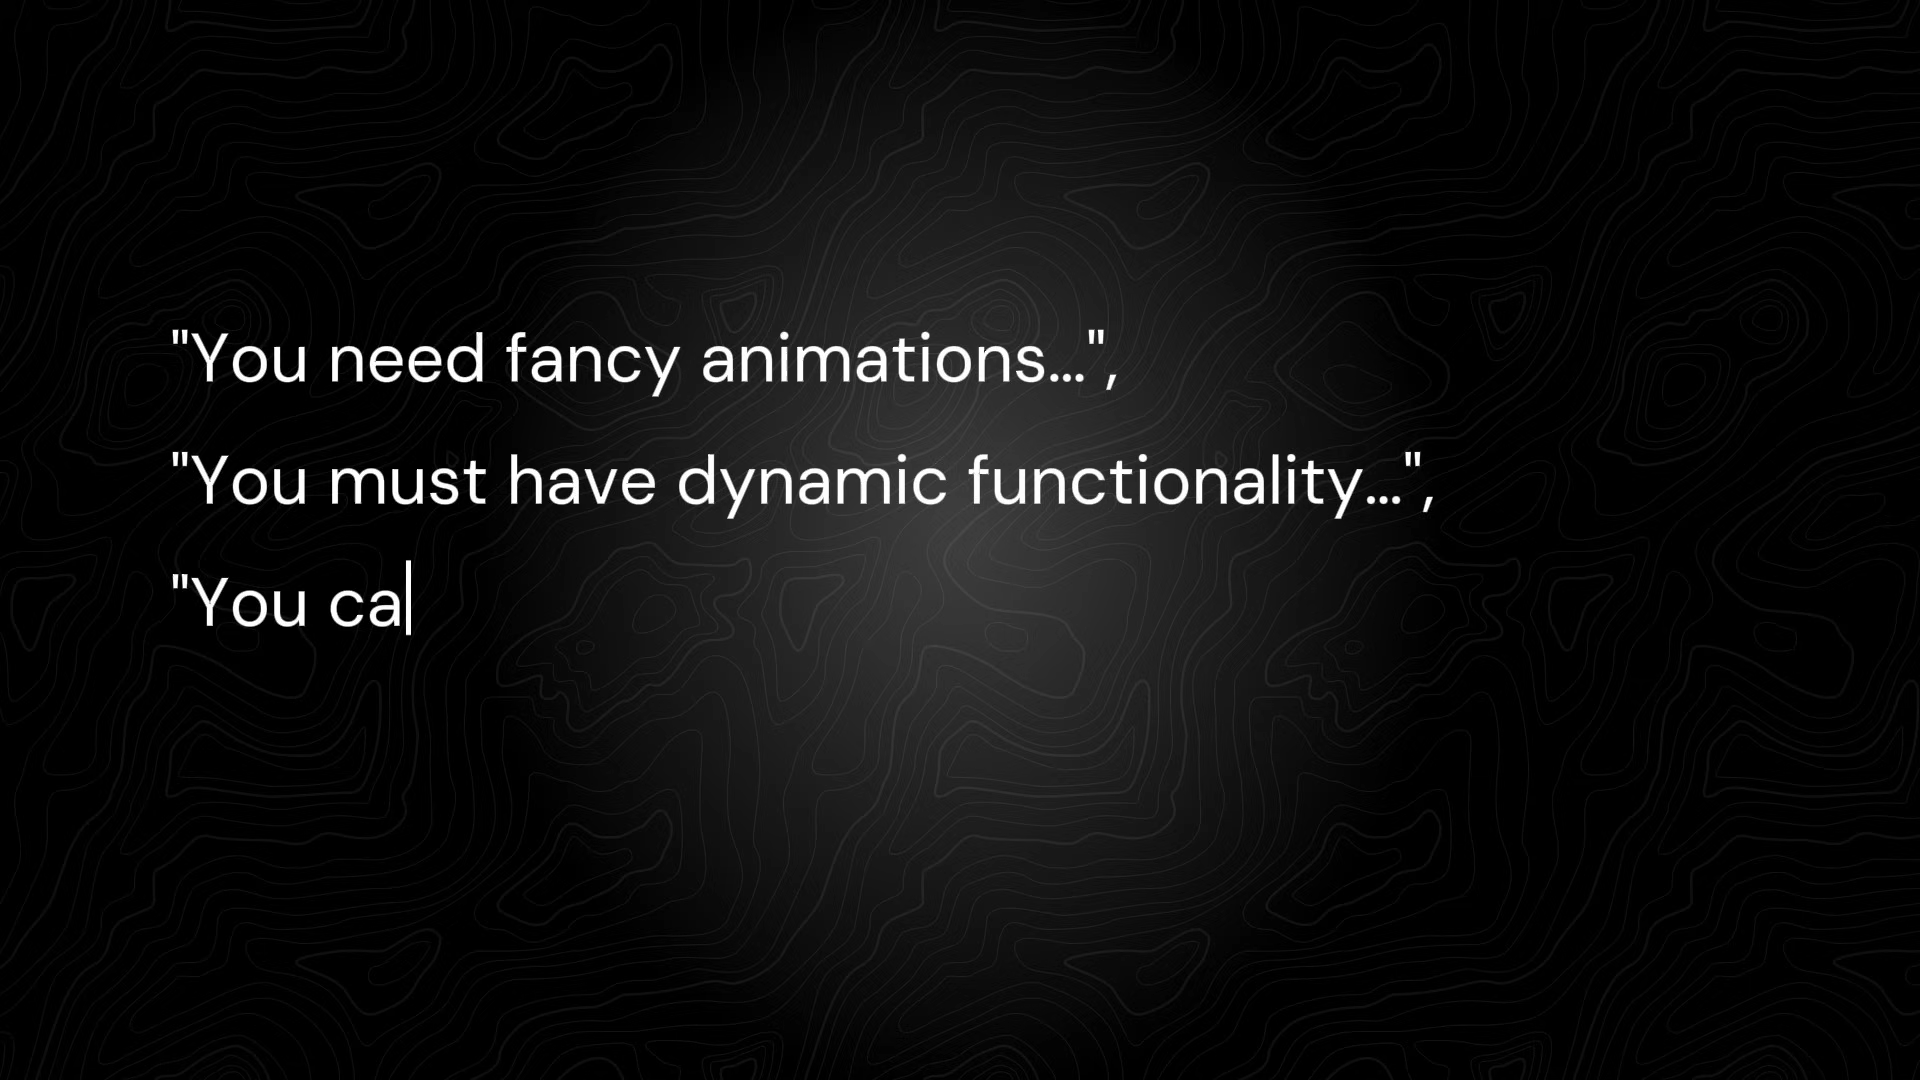 "You need fancy animations...",
"You must have dynamic functionality...",
"You ca